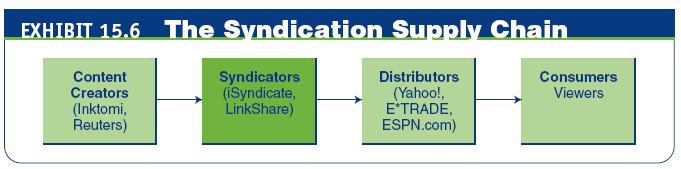 EXHIBIT 15.6 The Syndication Supply Chain
Content
Creators
(Inktomi,
Reuters)
Syndicators
(iSyndicate,
LinkShare)
Distributors
(Yahoo!,
E*TRADE,
ESPN.com)
Consumers
Viewers